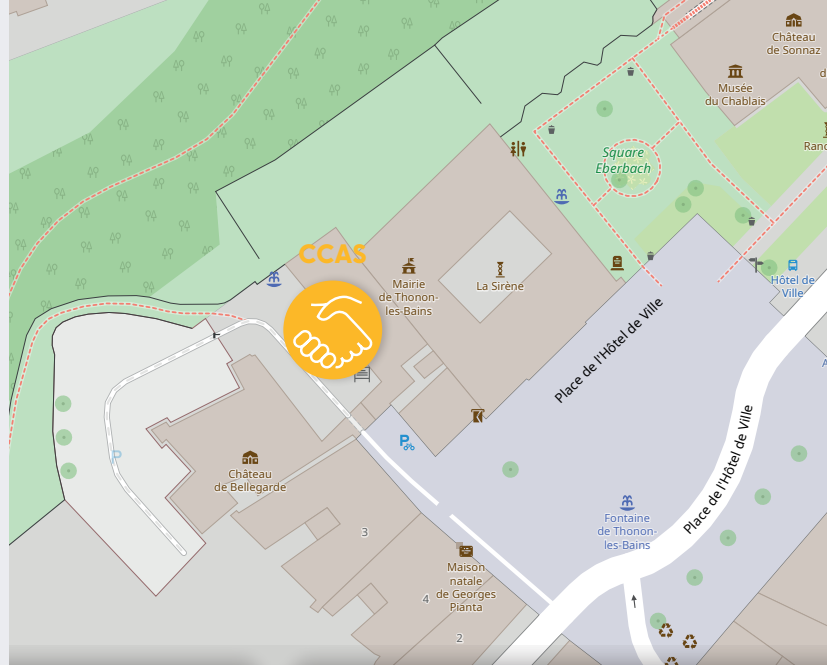 Château
de Sonnaz
Musée
du Chablais
Square
Eberbach
CCAS
Mairie
de Thonon-
les-Bains
La Sirène
Hôtel de
Ville
Place de l'Hôtel de Ville
Place de l'Hôtel de Ville
P
P
Château
de Bellegarde
Fontaine
de Thonon-
les-Bains
3
Maison
natale
de Georges
Pianta
4
2